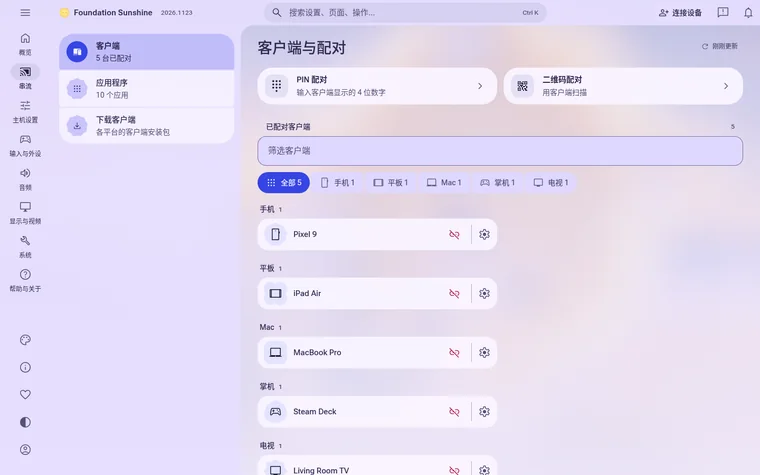 Foundation Sunshine 2026.1123
搜索设置、页面、操作...
Ctrl K
连接设备
概览
串流
主机设置
输入与外设
音频
显示与视频
系统
帮助与关于
客户端
5 台已配对
应用程序
10 个应用
下载客户端
各平台的客户端安装包
客户端与配对
刚刚更新
PIN 配对
输入客户端显示的 4 位数字
二维码配对
用客户端扫描
已配对客户端
5
筛选客户端
全部 5
手机 1
平板 1
Mac 1
掌机 1
电视 1
手机 1
Pixel 9
平板 1
iPad Air
Mac 1
MacBook Pro
掌机 1
Steam Deck
电视 1
Living Room TV